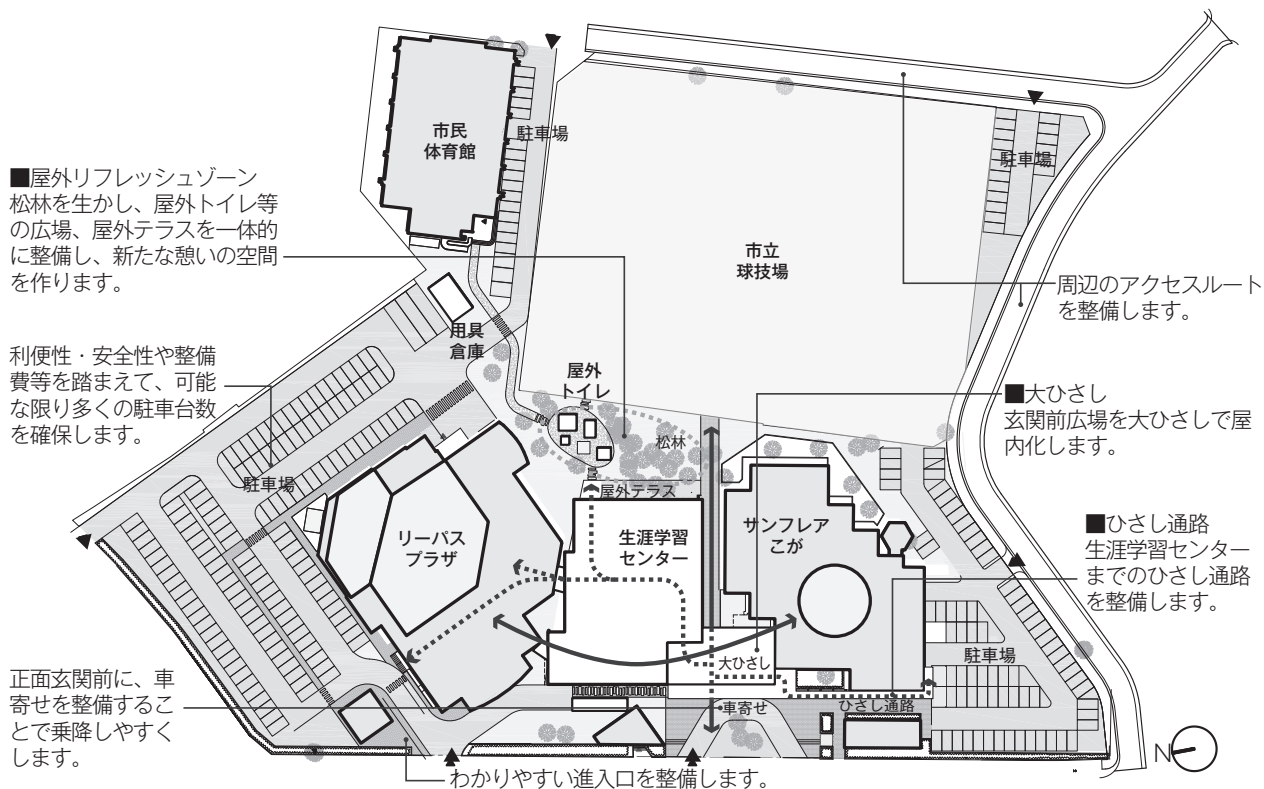 市民
体育館
駐車場
駐車場
■屋外リフレッシュゾーン
松林を生かし、屋外トイレ等
の広場、屋外テラスを一体的
に整備し、新たな憩いの空間
を作ります。
市立
球技場
周辺のアクセスルート
を整備します。
用具
倉庫
利便性・安全性や整備
費等を踏まえて、可能
な限り多くの駐車台数
を確保します。
屋外
トイレ
■大ひさし
玄関前広場を大ひさしで屋
内化します。
松林
駐車場
屋外テラス
リーパス
プラザ
生涯学習
センター
サンフレア
こが
■ひさし通路
生涯学習センター
までのひさし通路
を整備します。
大ひさし
駐車場
正面玄関前に、車
寄せを整備するこ
とで乗降しやすく
します。
車寄せ
ひさし通路
わかりやすい進入口を整備します。
N